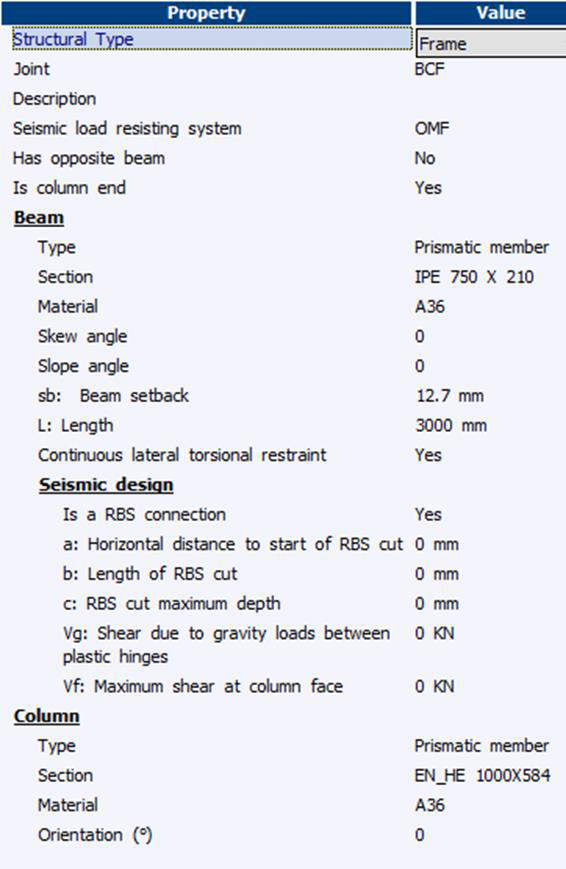 Property Value
Structural Type Frame
Joint BCF
Description
Seismic load resisting system OMF
Has opposite beam No
Is column end Yes
Beam
Type Prismatic member
Section IPE 750 X 210
Material A36
Skew angle 0
Slope angle 0
sb: Beam setback 12.7 mm
L: Length 3000 mm
Continuous lateral torsional restraint Yes
Seismic design
Is a RBS connection Yes
a: Horizontal distance to start of RBS cut 0 mm
b: Length of RBS cut 0 mm
c: RBS cut maximum depth 0 mm
Vg: Shear due to gravity loads between 0 KN
plastic hinges
Vf: Maximum shear at column face 0 KN
Column
Type Prismatic member
Section EN_HE 1000X584
Material A36
Orientation (°) 0